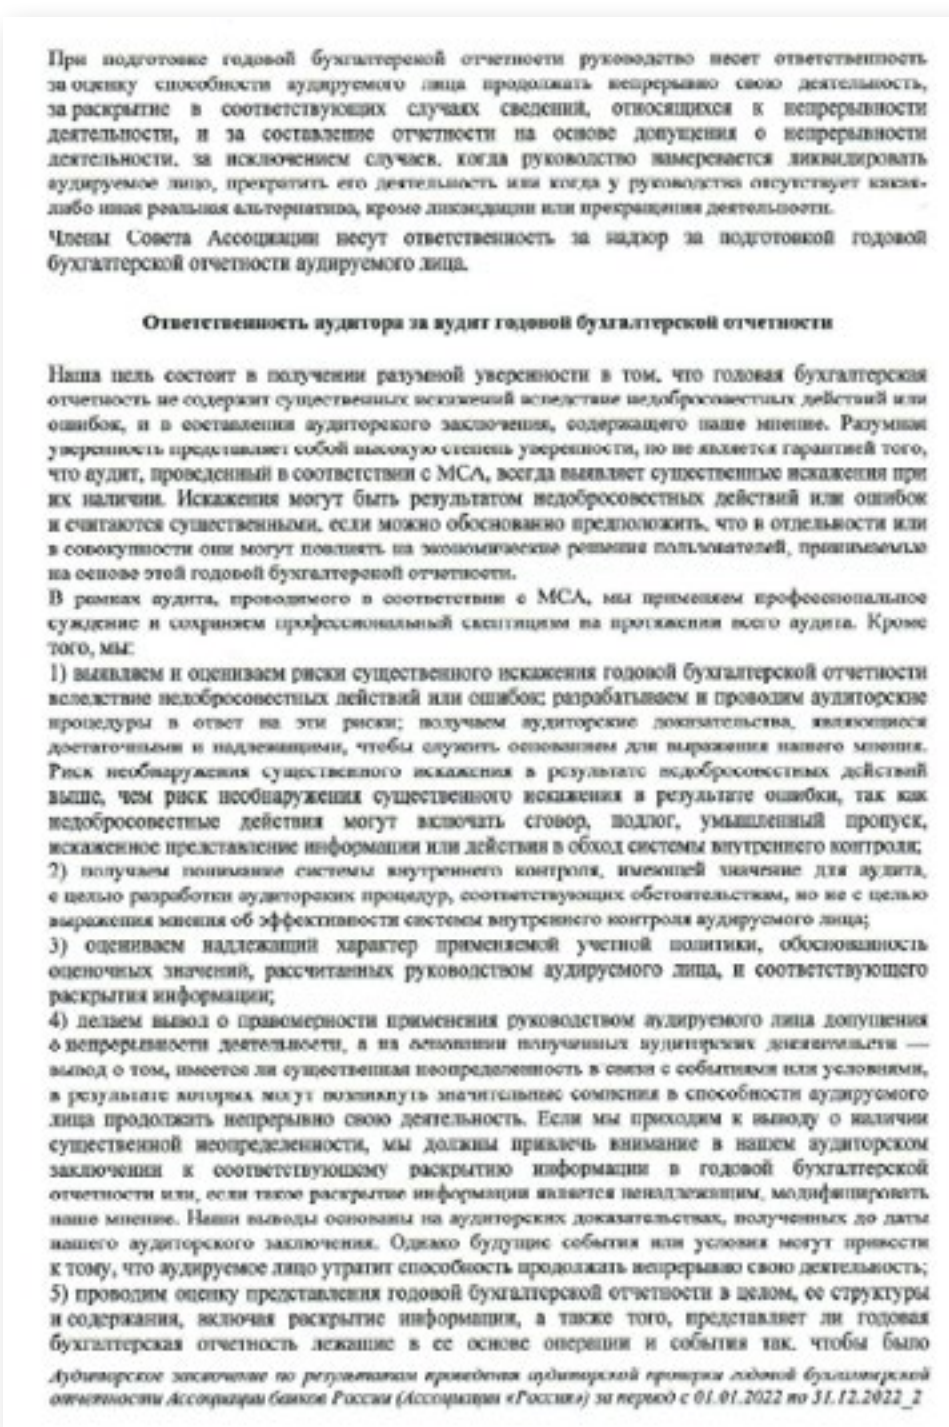 При подготовке годовой бухгалтерской отчетности руководство несет ответственность
за оценку способности аудируемого лица продолжать непрерывно свою деятельность,
за раскрытие в соответствующих случаях сведений, относящихся к непрерывности
деятельности, и за составление отчетности на основе допущения о непрерывности
деятельности, за исключением случаев, когда руководство намеревается ликвидировать
аудируемое лицо, прекратить его деятельность или когда у руководства отсутствует какая-
либо иная реальная альтернатива, кроме ликвидации или прекращения деятельности.
Члены Совета Ассоциации несут ответственность за надзор за подготовкой годовой
бухгалтерской отчетности аудируемого лица.
Ответственность аудитора за аудит годовой бухгалтерской отчетности
Наша цель состоит в получении разумной уверенности в том, что годовая бухгалтерская
отчетность не содержит существенных искажений вследствие недобросовестных действий или
ошибок, и в составлении аудиторского заключения, содержащего наше мнение. Разумная
уверенность представляет собой высокую степень уверенности, но не является гарантией того,
что аудит, проведенный в соответствии с МСА, всегда выявляет существенные искажения при
их наличии. Искажения могут быть результатом недобросовестных действий или ошибок
и считаются существенными, если можно обоснованно предположить, что в отдельности или
в совокупности они могут повлиять на экономические решения пользователей, принимаемые
на основе этой годовой бухгалтерской отчетности.
В рамках аудита, проводимого в соответствии с МСА, мы применяем профессиональное
суждение и сохраняем профессиональный скептицизм на протяжении всего аудита. Кроме
того, мы:
1) выявляем и оцениваем риски существенного искажения годовой бухгалтерской отчетности
вследствие недобросовестных действий или ошибок; разрабатываем и проводим аудиторские
процедуры в ответ на эти риски; получаем аудиторские доказательства, являющиеся
достаточными и надлежащими, чтобы служить основанием для выражения нашего мнения.
Риск необнаружения существенного искажения в результате недобросовестных действий
выше, чем риск необнаружения существенного искажения в результате ошибки, так как
недобросовестные действия могут включать сговор, подлог, умышленный пропуск,
искаженное представление информации или действия в обход системы внутреннего контроля;
2) получаем понимание системы внутреннего контроля, имеющей значение для аудита,
с целью разработки аудиторских процедур, соответствующих обстоятельствам, но не с целью
выражения мнения об эффективности системы внутреннего контроля аудируемого лица;
3) оцениваем надлежащий характер применяемой учетной политики, обоснованность
оценочных значений, рассчитанных руководством аудируемого лица, и соответствующего
раскрытия информации;
4) делаем вывод о правомерности применения руководством аудируемого лица допущения
о непрерывности деятельности, а на основании полученных аудиторских доказательств —
вывод о том, имеется ли существенная неопределенность в связи с событиями или условиями,
в результате которых могут возникнуть значительные сомнения в способности аудируемого
лица продолжать непрерывно свою деятельность. Если мы приходим к выводу о наличии
существенной неопределенности, мы должны привлечь внимание в нашем аудиторском
заключении к соответствующему раскрытию информации в годовой бухгалтерской
отчетности или, если такое раскрытие информации является ненадлежащим, модифицировать
наше мнение. Наши выводы основаны на аудиторских доказательствах, полученных до даты
нашего аудиторского заключения. Однако будущие события или условия могут привести
к тому, что аудируемое лицо утратит способность продолжать непрерывно свою деятельность;
5) проводим оценку представления годовой бухгалтерской отчетности в целом, ее структуры
и содержания, включая раскрытие информации, а также того, представляет ли годовая
бухгалтерская отчетность лежащие в ее основе операции и события так, чтобы было
Аудиторское заключение по результатам проведения аудиторской проверки годовой бухгалтерской
отчетности Ассоциации банков России (Ассоциации «Россия») за период с 01.01.2022 по 31.12.2022_2